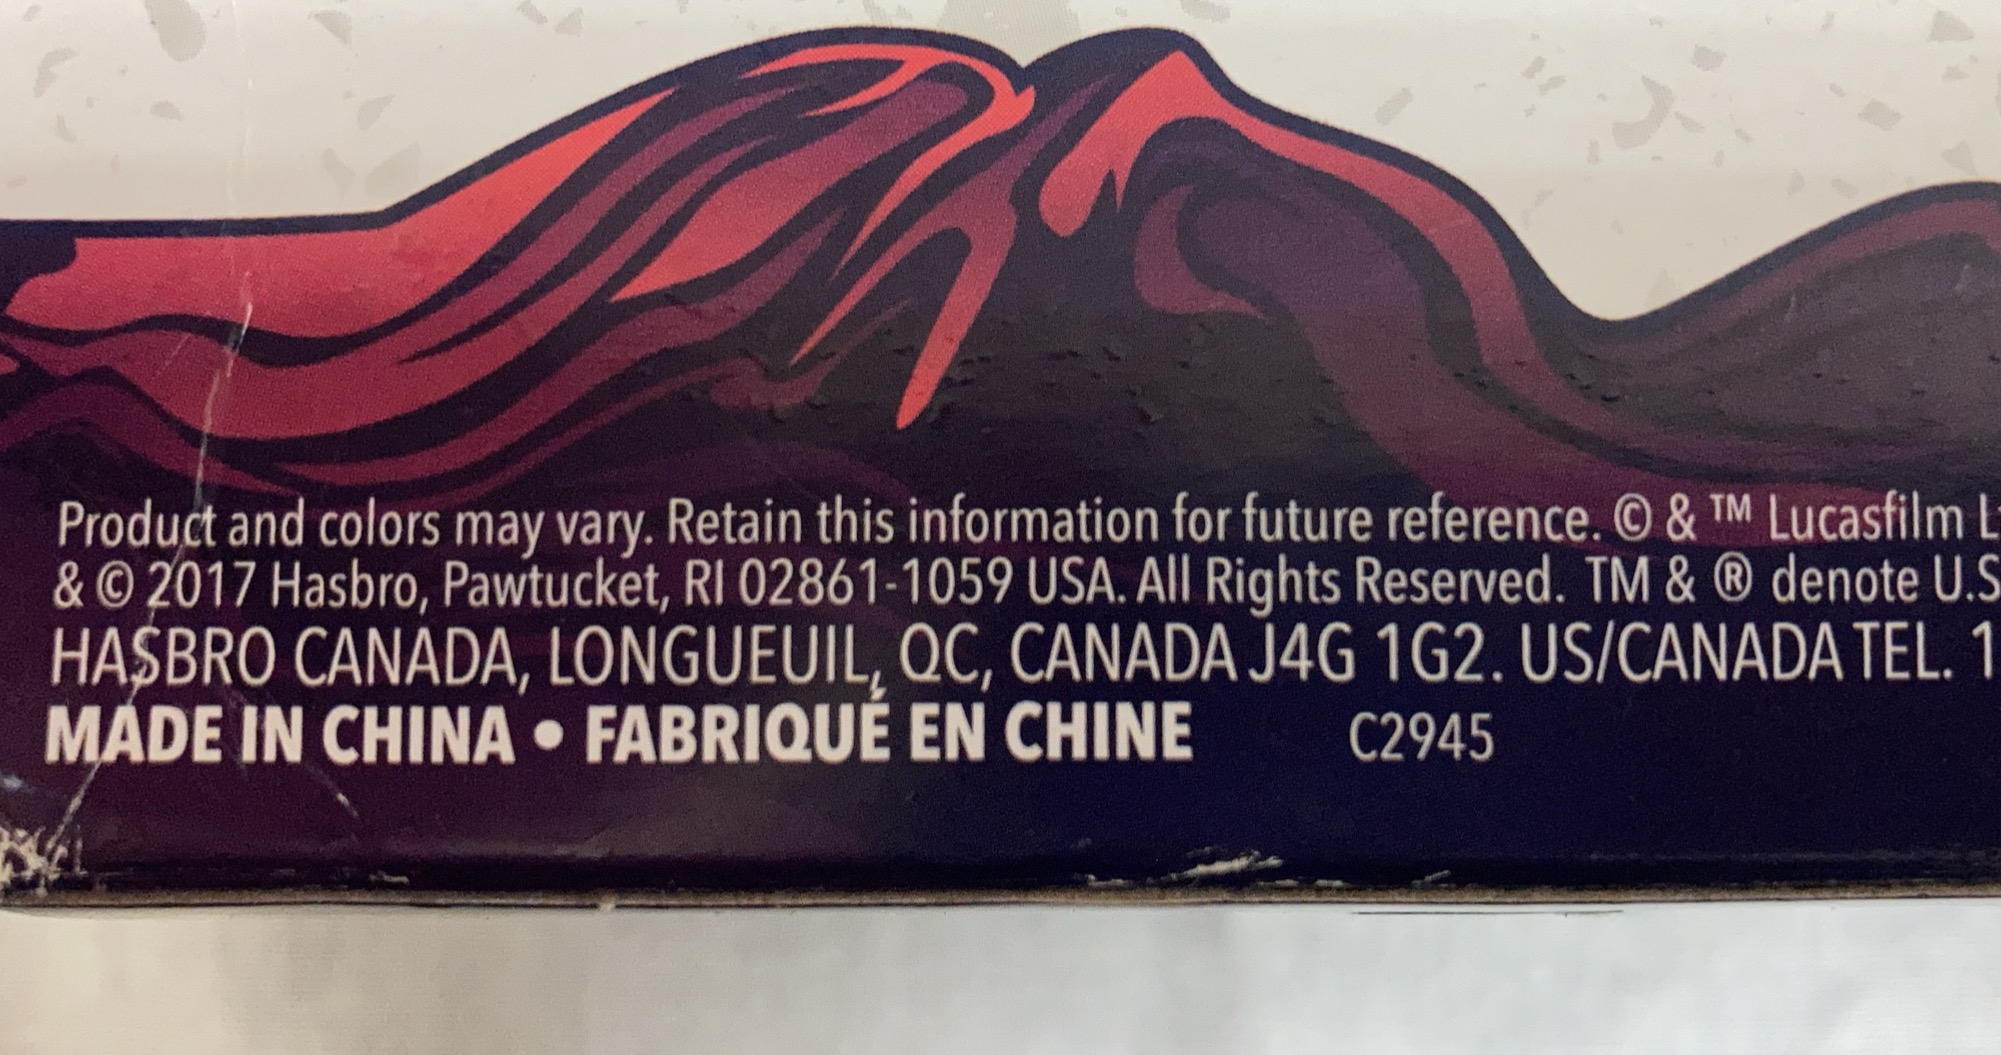 Product and colors may vary. Retain this information for future reference. © & ™ Lucasfilm
& © 2017 Hasbro, Pawtucket, RI 02861-1059 USA. All Rights Reserved. TM & ® denote U.S
HASBRO CANADA, LONGUEUIL, QC, CANADA J4G 1G2. US/CANADA TEL. 1
MADE IN CHINA • FABRIQUÉ EN CHINE C2945